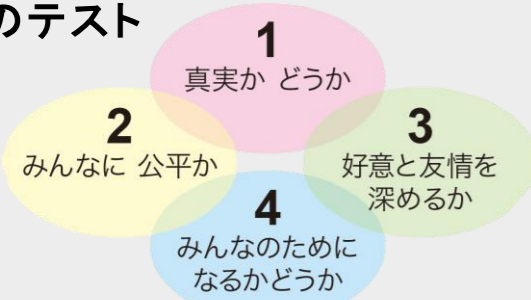 のテスト
1
真実か どうか
2
みんなに 公平か
3
好意と友情を
深めるか
4
みんなのために
なるかどうか